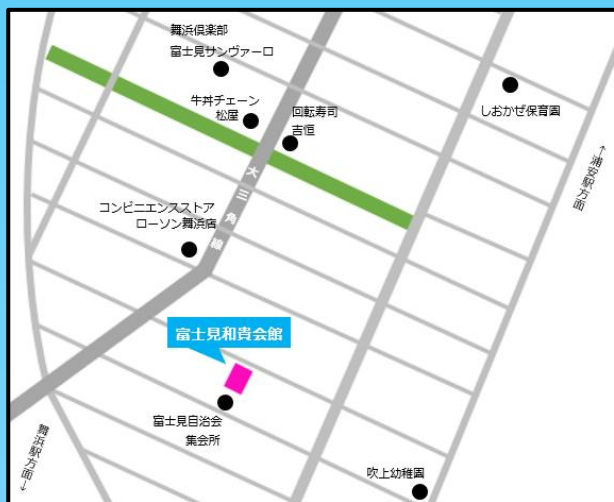 舞浜倶楽部
富士見サンヴァーロ
牛丼チェーン
松屋
回転寿司
吉恒
しおかぜ保育園
↑浦安駅方面
大三角線
コンビニエンスストア
ローソン舞浜店
富士見和貴会館
富士見自治会
集会所
舞浜駅方面↓
吹上幼稚園